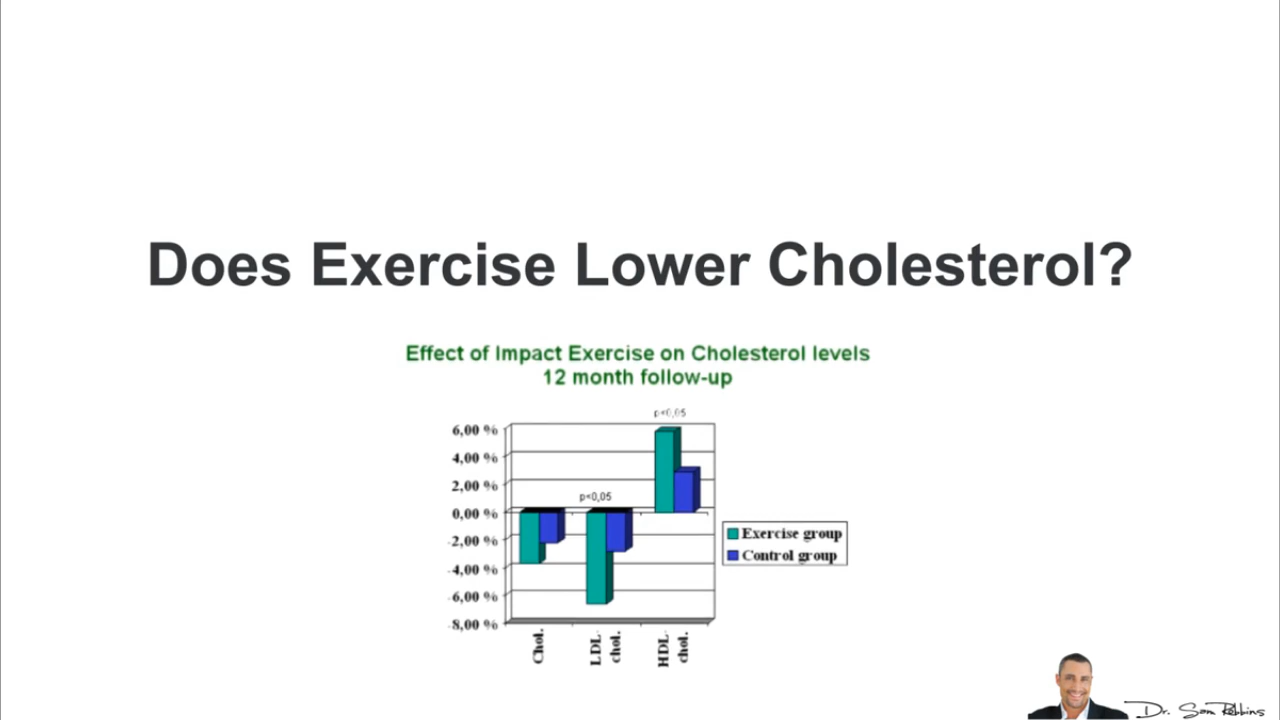 Does Exercise Lower Cholesterol?
Effect of Impact Exercise on Cholesterol levels
12 month follow-up
p<0,05
6,00 %
4,00 %
2,00 %
p<0,05
0,00 %
-2,00 %
-4,00 %
-6,00 %
-8,00 %
Exercise group
Control group
Chol.
LDL-
chol.
HDL-
chol.
Dr. Sam Robbins